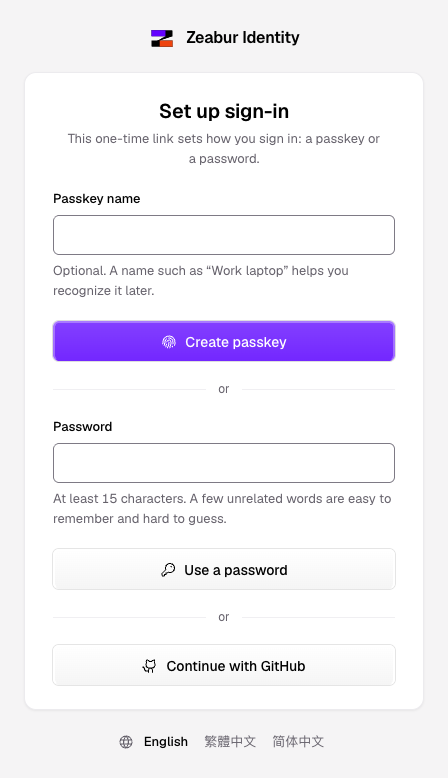 Zeabur Identity
Set up sign-in
This one-time link sets how you sign in: a passkey or
a password.
Passkey name
Optional. A name such as “Work laptop” helps you
recognize it later.
Create passkey
or
Password
At least 15 characters. A few unrelated words are easy to
remember and hard to guess.
Use a password
or
Continue with GitHub
English 繁體中文 简体中文